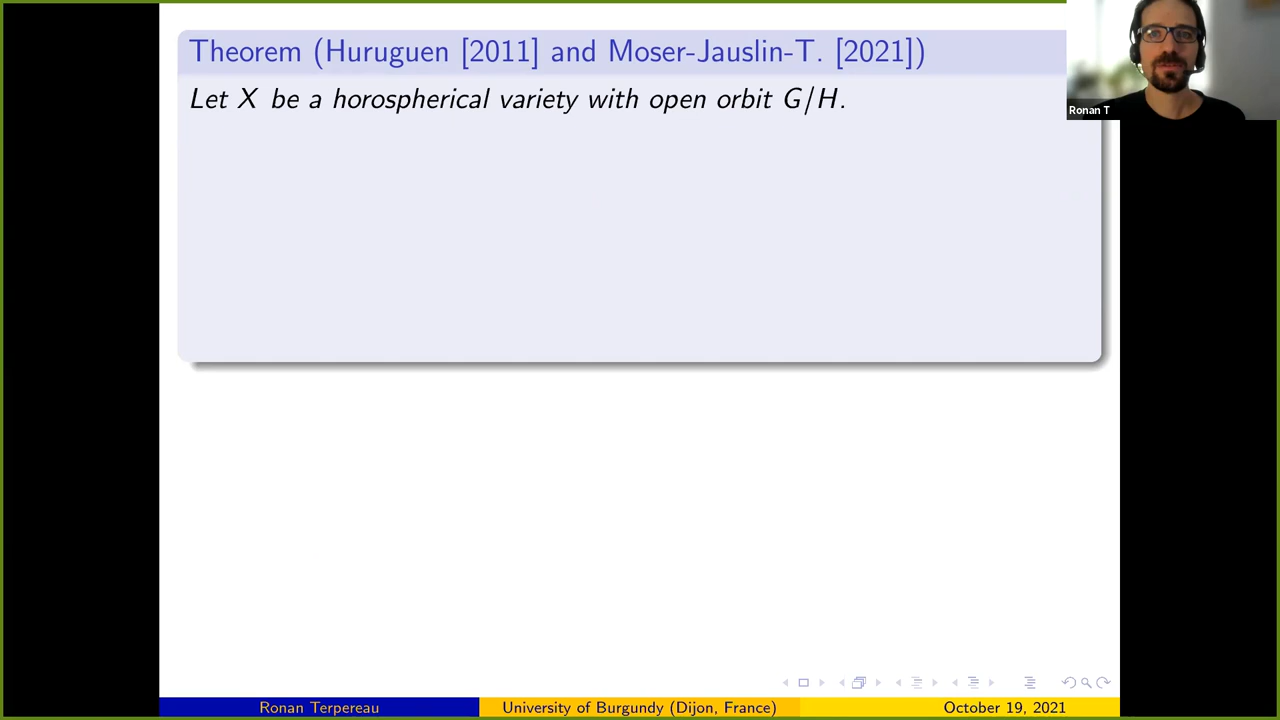 Theorem (Huruguen [2011] and Moser-Jauslin-T. [2021])
Let X be a horospherical variety with open orbit G/H.
Ronan T
Ronan Terpereau
University of Burgundy (Dijon, France)
October 19, 2021